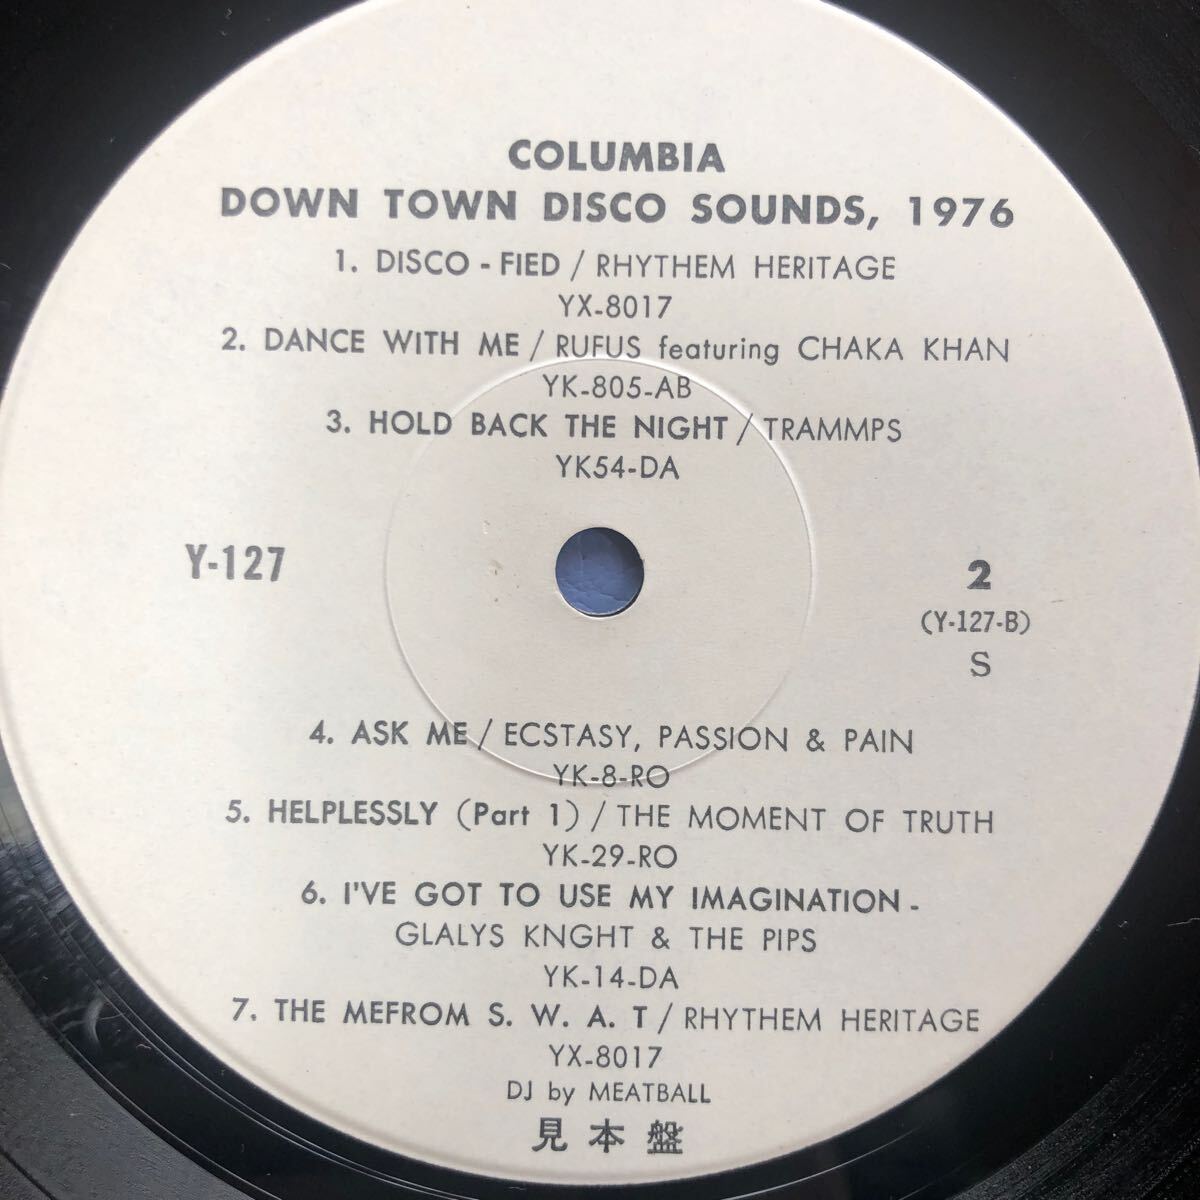 COLUMBIA
DOWN TOWN DISCO SOUNDS, 1976
1. DISCO - FIED / RHYTHEM HERITAGE
YX-8017
2. DANCE WITH ME / RUFUS featuring CHAKA KHAN
YK-805-AB
3. HOLD BACK THE NIGHT / TRAMMPS
YK54-DA
Y-127
2
(Y-127-B)
S
4. ASK ME / ECSTASY, PASSION & PAIN
YK-8-RO
5. HELPLESSLY (Part 1) / THE MOMENT OF TRUTH
YK-29-RO
6. I'VE GOT TO USE MY IMAGINATION -
GLALYS KNGHT & THE PIPS
YK-14-DA
7. THE MEFROM S. W. A. T / RHYTHEM HERITAGE
YX-8017
DJ by MEATBALL
見本盤